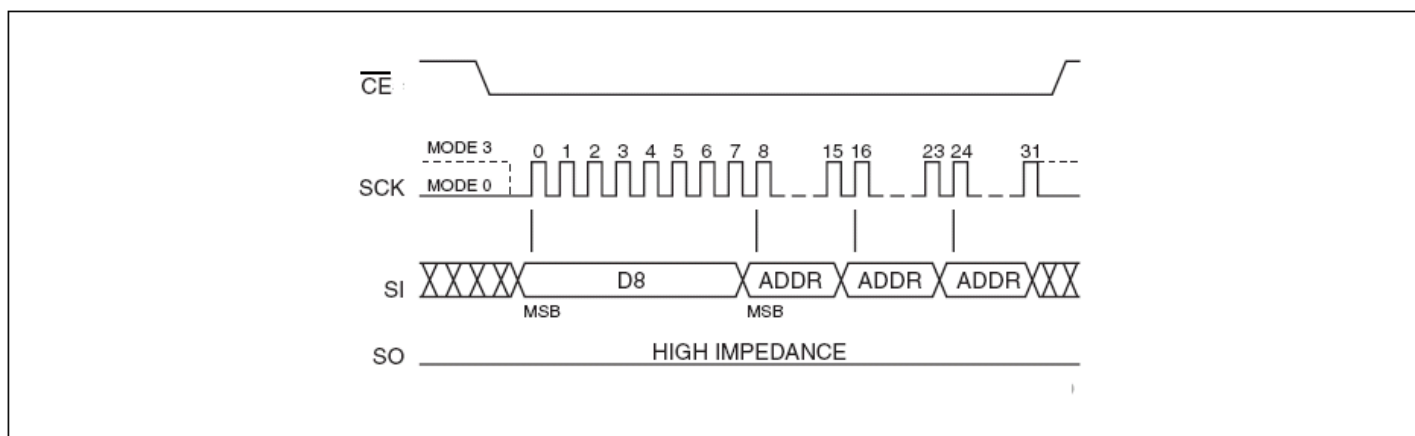 CE
MODE 3
0 1 2 3 4 5 6 7 8 15 16 23 24 31
SCK MODE 0
SI D8 ADDR ADDR ADDR
MSB MSB
SO HIGH IMPEDANCE